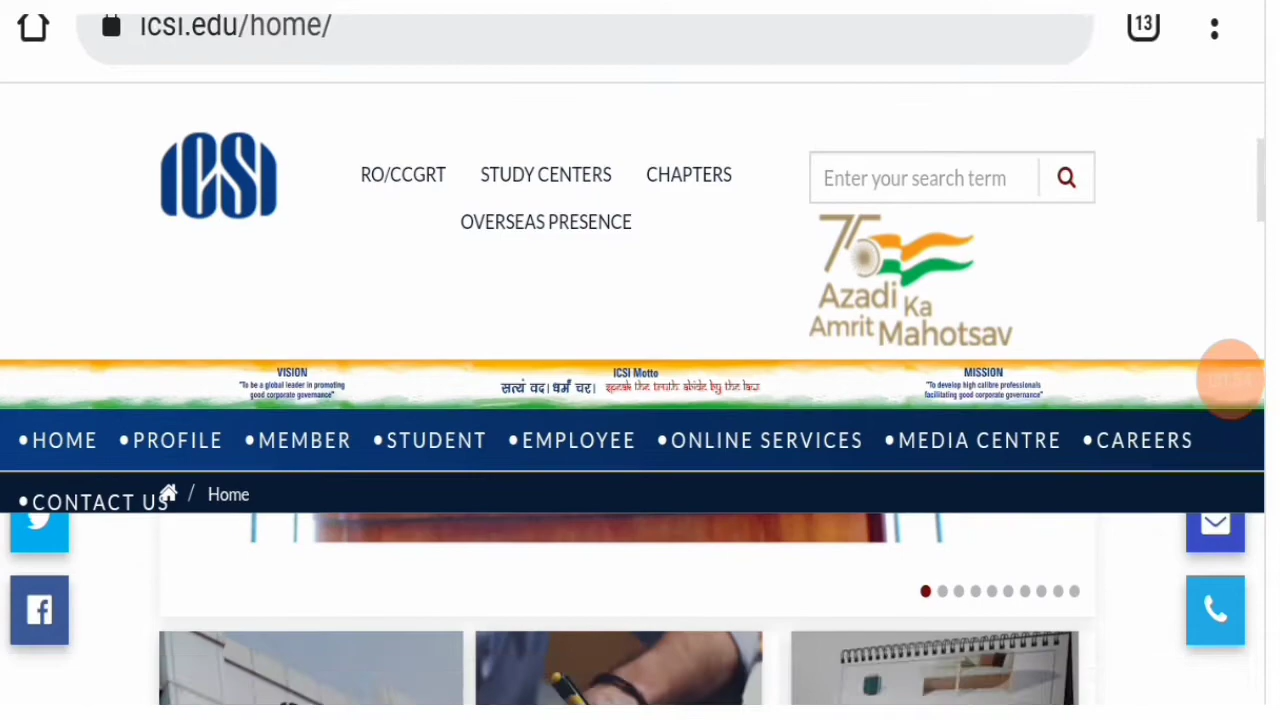 icsi.edu/home/
13
ICSI
RO/CCGRT STUDY CENTERS CHAPTERS
OVERSEAS PRESENCE
Enter your search term
75
Azadi Ka
Amrit Mahotsav
VISION
"To be a global leader in promoting
good corporate governance"
ICSI Motto
सत्यं वद। धर्मं चर। speak the truth. abide by the law
MISSION
"To develop high calibre professionals
facilitating good corporate governance"
•HOME •PROFILE •MEMBER •STUDENT •EMPLOYEE •ONLINE SERVICES •MEDIA CENTRE •CAREERS
•CONTACT US
/ Home